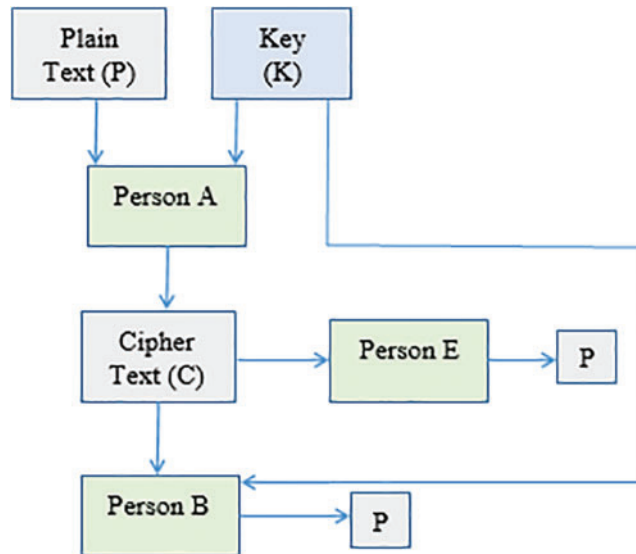 Plain
Text (P)
Key
(K)
Person A
Cipher
Text (C)
Person E
P
Person B
P